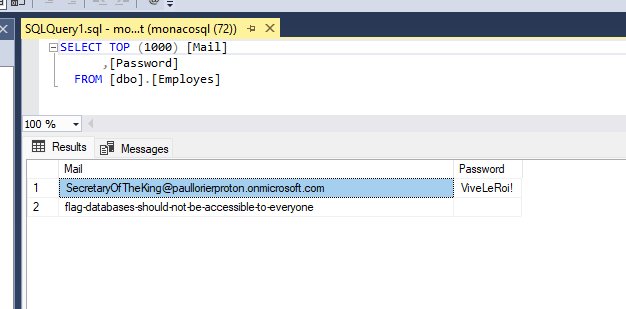 SQLQuery1.sql - mo...t (monacosql (72))
SELECT TOP (1000) [Mail]
,[Password]
FROM [dbo].[Employes]
100 %
Results Messages
Mail Password
1 SecretaryOfTheKing@paullorierproton.onmicrosoft.com ViveLeRoi!
2 flag-databases-should-not-be-accessible-to-everyone